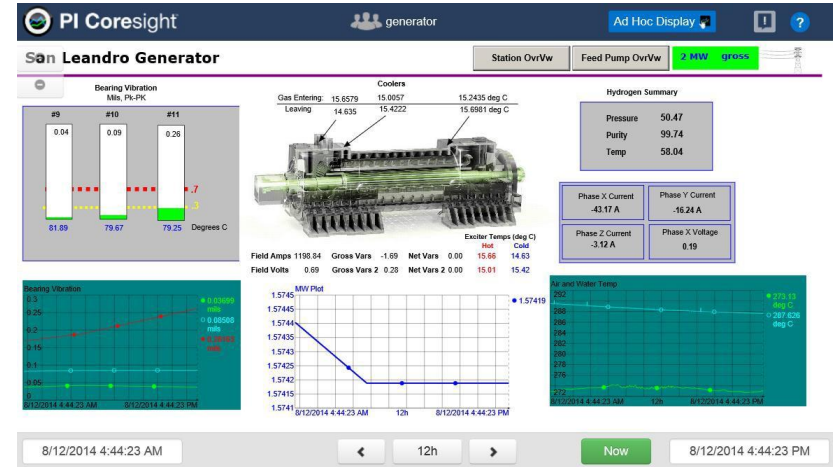 PI Coresight
generator
Ad Hoc Display
San Leandro Generator
Station OvrVw
Feed Pump OvrVw
2 MW gross
Bearing Vibration
Mils, Pk-PK
#9 #10 #11
0.04 0.09 0.26
.7
.3
81.89 79.67 79.25 Degrees C
Coolers
Gas Entering: 15.6579 15.0057 15.2435 deg C
Leaving 14.635 15.4222 15.6981 deg C
Hydrogen Summary
Pressure 50.47
Purity 99.74
Temp 58.04
Phase X Current
-43.17 A
Phase Y Current
-16.24 A
Phase Z Current
-3.12 A
Phase X Voltage
0.19
Exciter Temps (deg C)
Hot Cold
Field Amps 1198.84 Gross Vars -1.69 Net Vars 0.00 15.66 14.63
Field Volts 0.69 Gross Vars 2 0.28 Net Vars 2 0.00 15.01 15.42
Bearing Vibration
0.3
0.25
0.2
0.15
0.1
0.05
0
8/12/2014 4:44:23 AM 8/12/2014 4:44:23 PM
0.03699
mils
mils
mils
MW Plot
1.5745
1.57445
1.5744
1.57435
1.5743
1.57425
1.5742
1.57415
1.5741
1.57419
8/12/2014 4:44:23 AM 12h 8/12/2014 4:44:23 PM
Air and Water Temp
292
288
286
284
282
280
278
276
272
8/12/2014 4:44:23 AM 12h 8/12/2014 4:44:23 PM
273.13
deg C
287.626
deg C
8/12/2014 4:44:23 AM
12h
Now
8/12/2014 4:44:23 PM